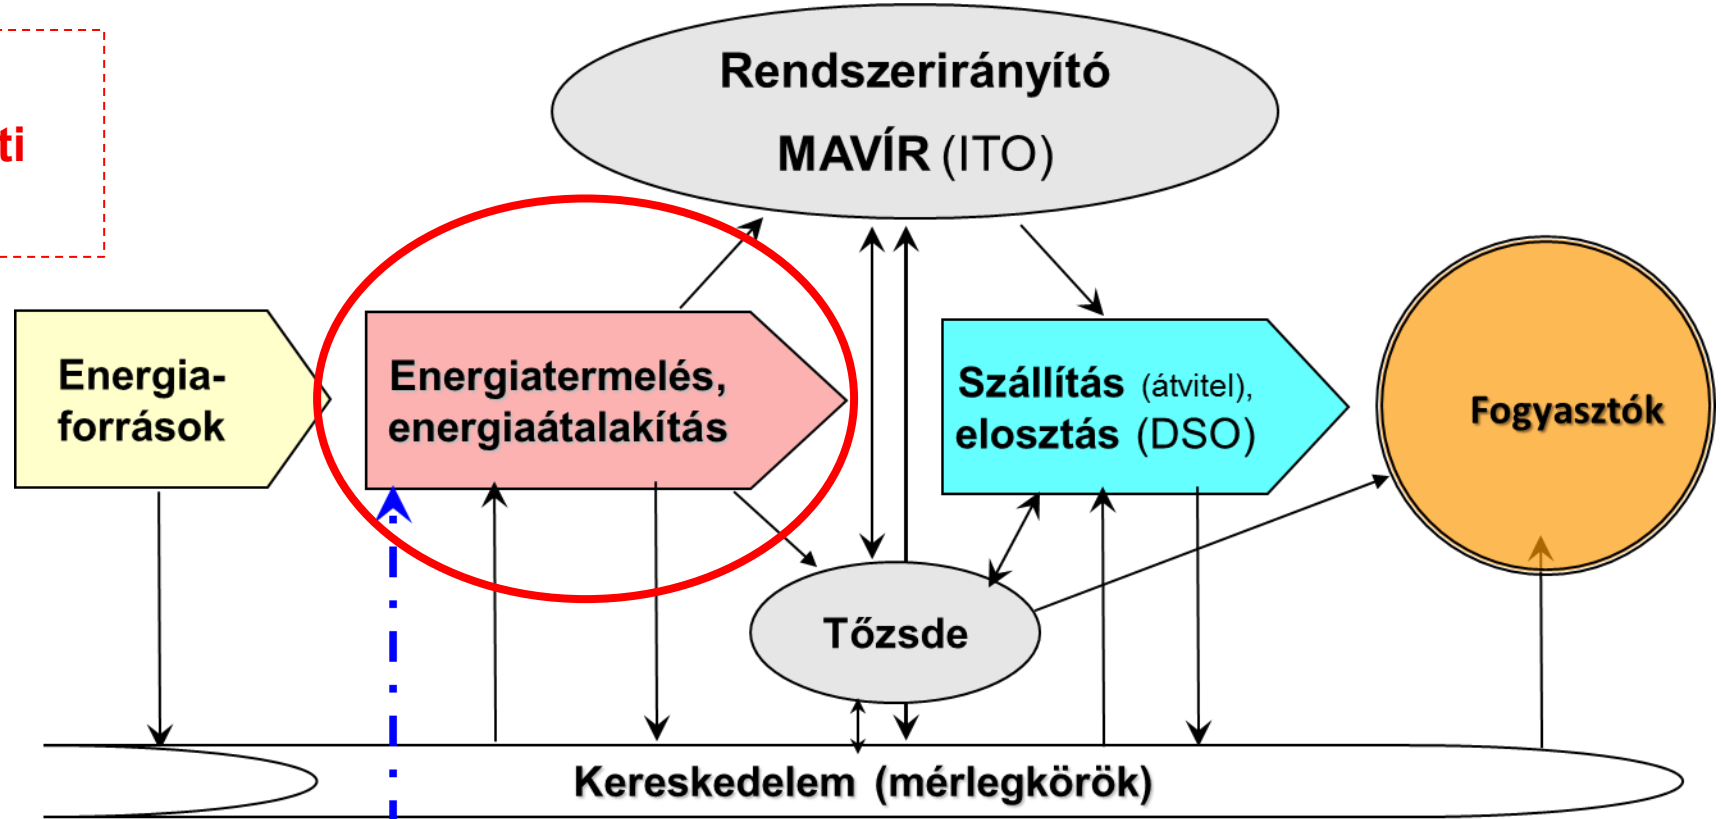 Rendszerirányító
MAVÍR (ITO)
ti
Energia-
források
Energiatermelés,
energiaátalakítás
Szállítás (átvitel),
elosztás (DSO)
Fogyasztók
Tőzsde
Kereskedelem (mérlegkörök)